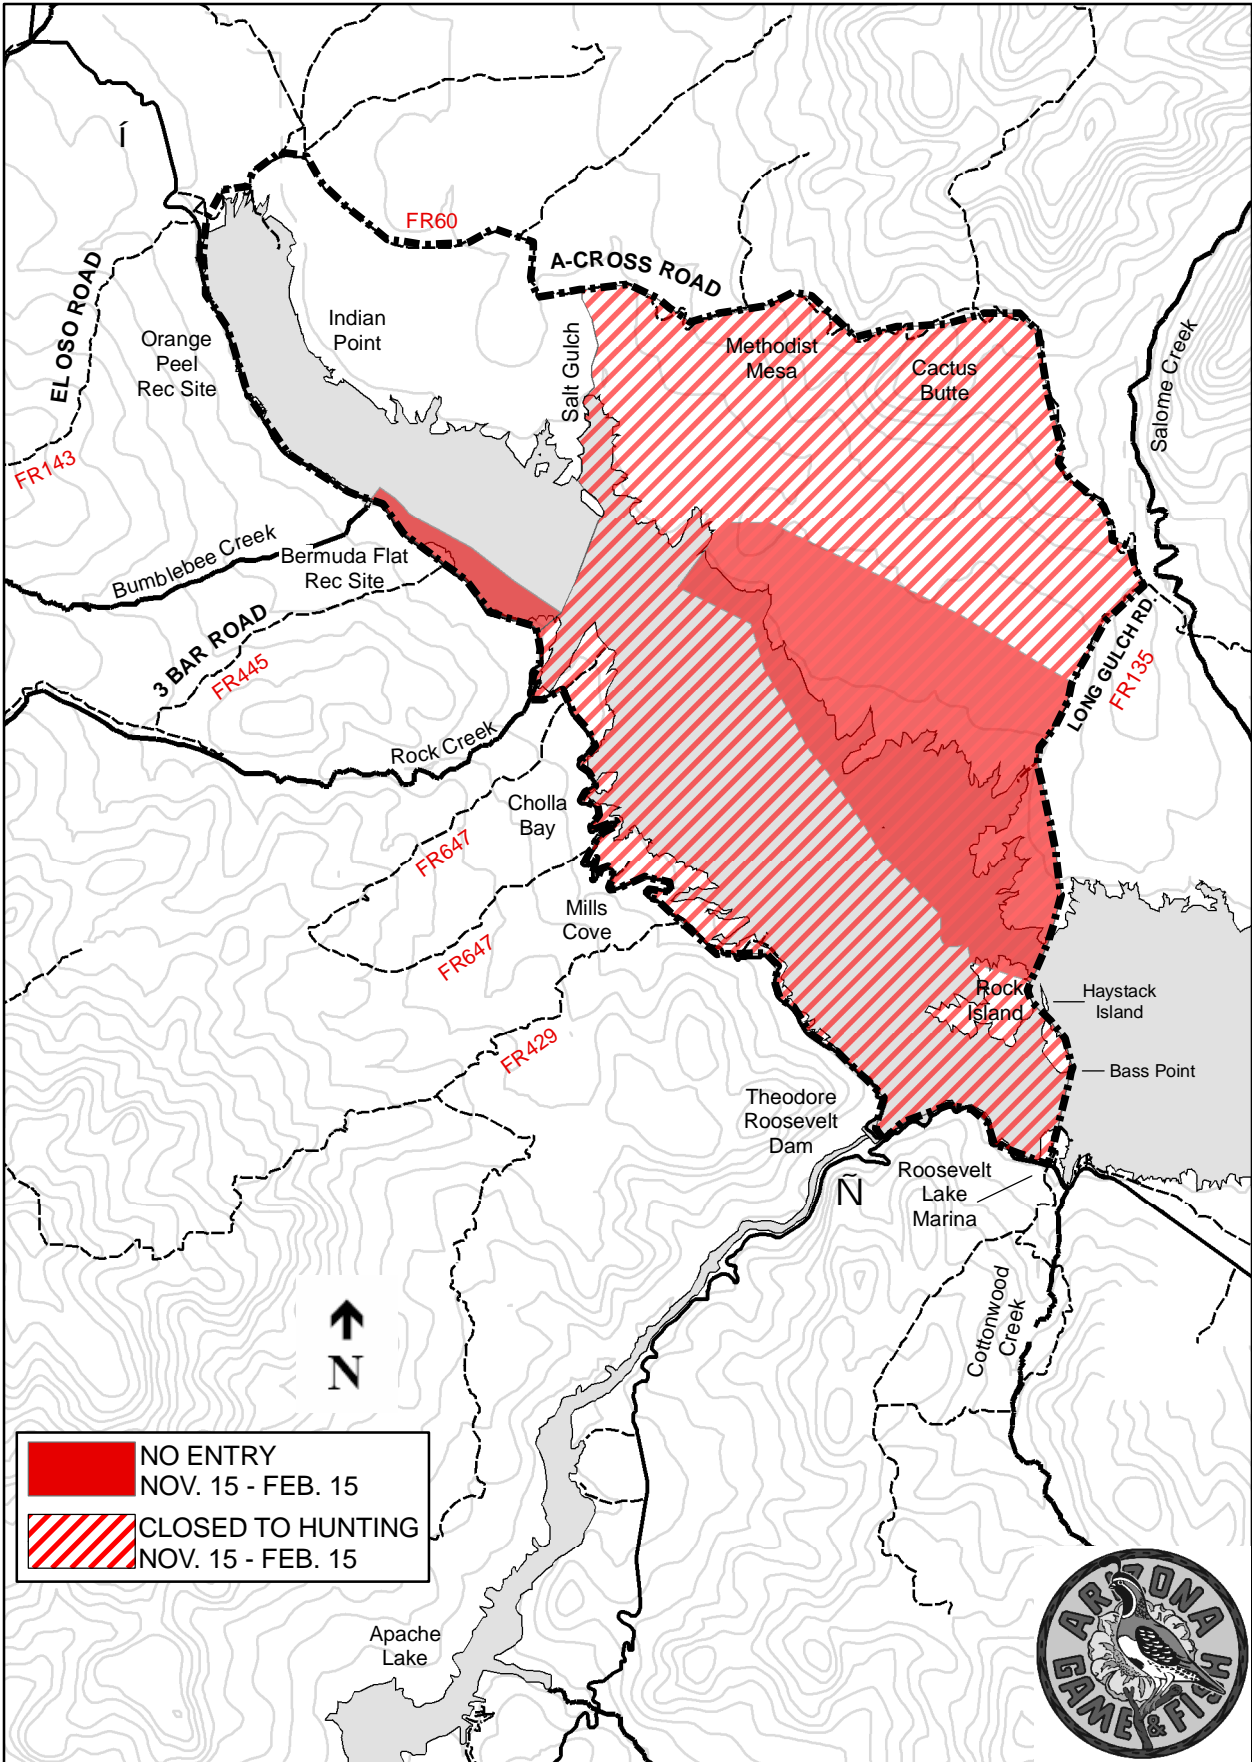 Í
FR60
A-CROSS ROAD
EL OSO ROAD
Orange
Peel
Rec Site
Indian
Point
Salt Gulch
Methodist
Mesa
Cactus
Butte
Salome Creek
FR143
Bumblebee Creek
Bermuda Flat
Rec Site
3 BAR ROAD
FR445
LONG GULCH RD.
FR135
Rock Creek
Cholla
Bay
FR647
Mills
Cove
FR647
Rock
Island
Haystack
Island
FR429
Bass Point
Theodore
Roosevelt
Dam
Ñ
Roosevelt
Lake
Marina
Cottonwood
Creek
N
NO ENTRY
NOV. 15 - FEB. 15
CLOSED TO HUNTING
NOV. 15 - FEB. 15
Apache
Lake
ARIZONA
GAME & FISH